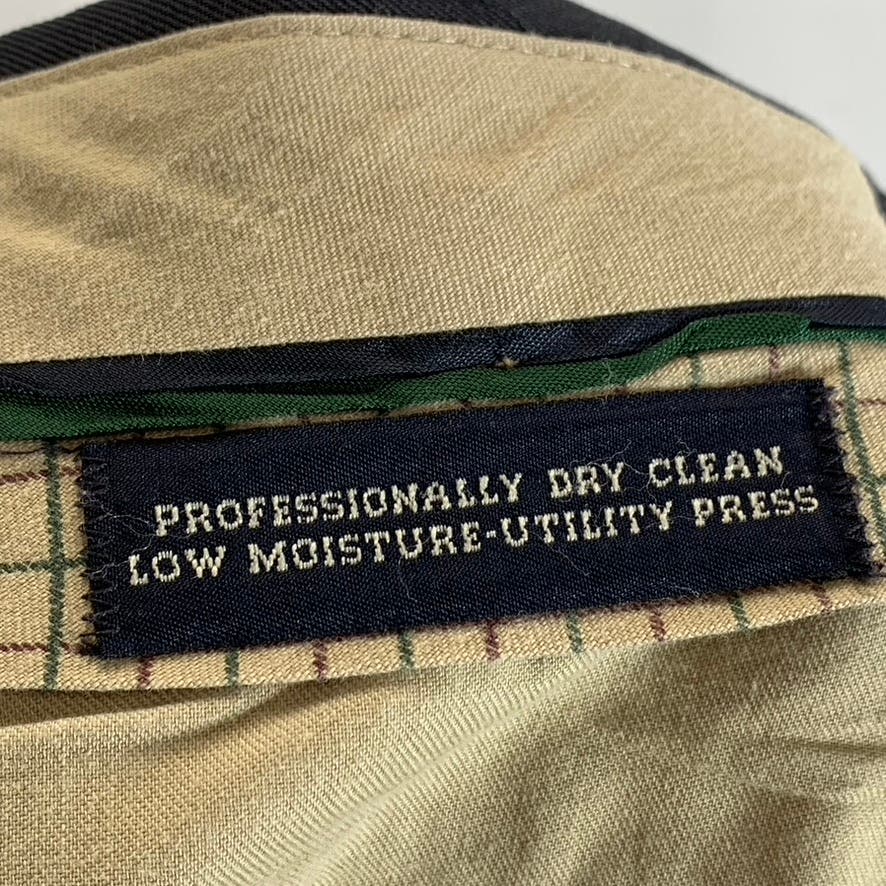 PROFESSIONALLY DRY CLEAN
LOW MOISTURE-UTILITY PRESS